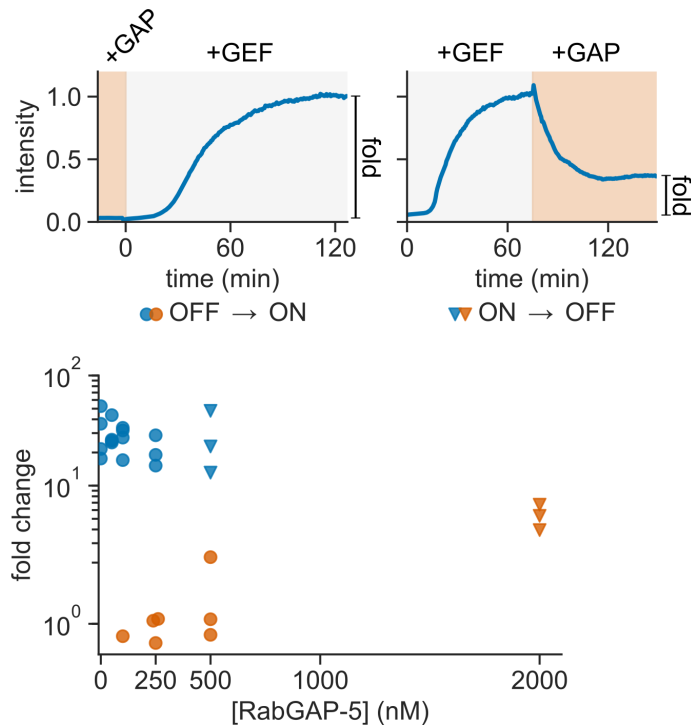 +GAP
+GEF
+GEF
+GAP
intensity
1.0
0.5
0.0
fold
fold
0
60
120
0
60
120
time (min)
time (min)
OFF → ON
ON → OFF
fold change
10²
10¹
10⁰
0
250
500
1000
2000
[RabGAP-5] (nM)